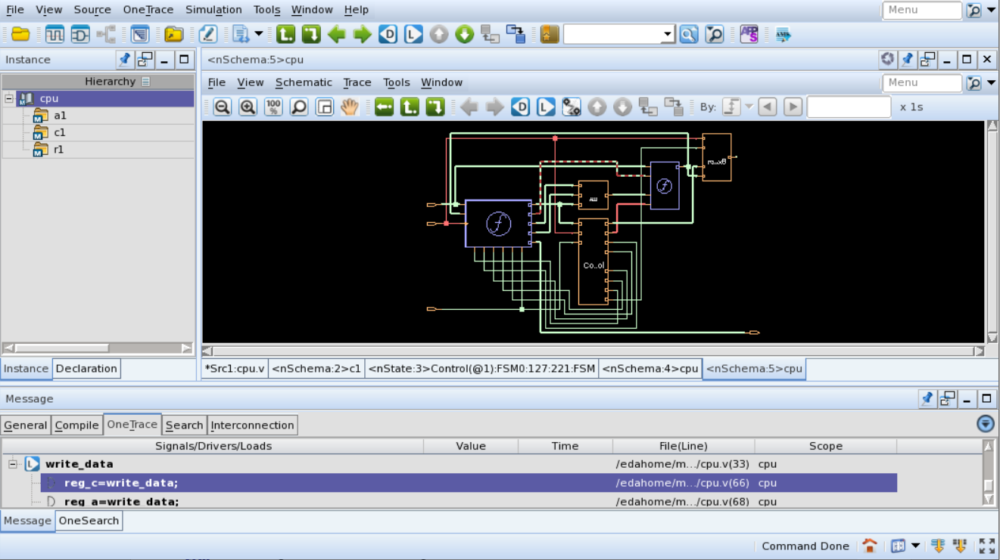 File View Source OneTrace Simulation Tools Window Help Menu
Instance
<nSchema:5>cpu
Hierarchy
File View Schematic Trace Tools Window Menu
cpu
a1
c1
r1
100 %
By:
x 1s
ALU
Co..ol
Instance Declaration
*Src1:cpu.v <nSchema:2>c1 <nState:3>Control(@1):FSM0:127:221:FSM <nSchema:4>cpu <nSchema:5>cpu
Message
General Compile OneTrace Search Interconnection
Signals/Drivers/Loads Value Time File(Line) Scope
write_data /edahome/m.../cpu.v(33) cpu
reg_c=write_data; /edahome/m.../cpu.v(66) cpu
reg_a=write_data; /edahome/m.../cpu.v(68) cpu
Message OneSearch
Command Done